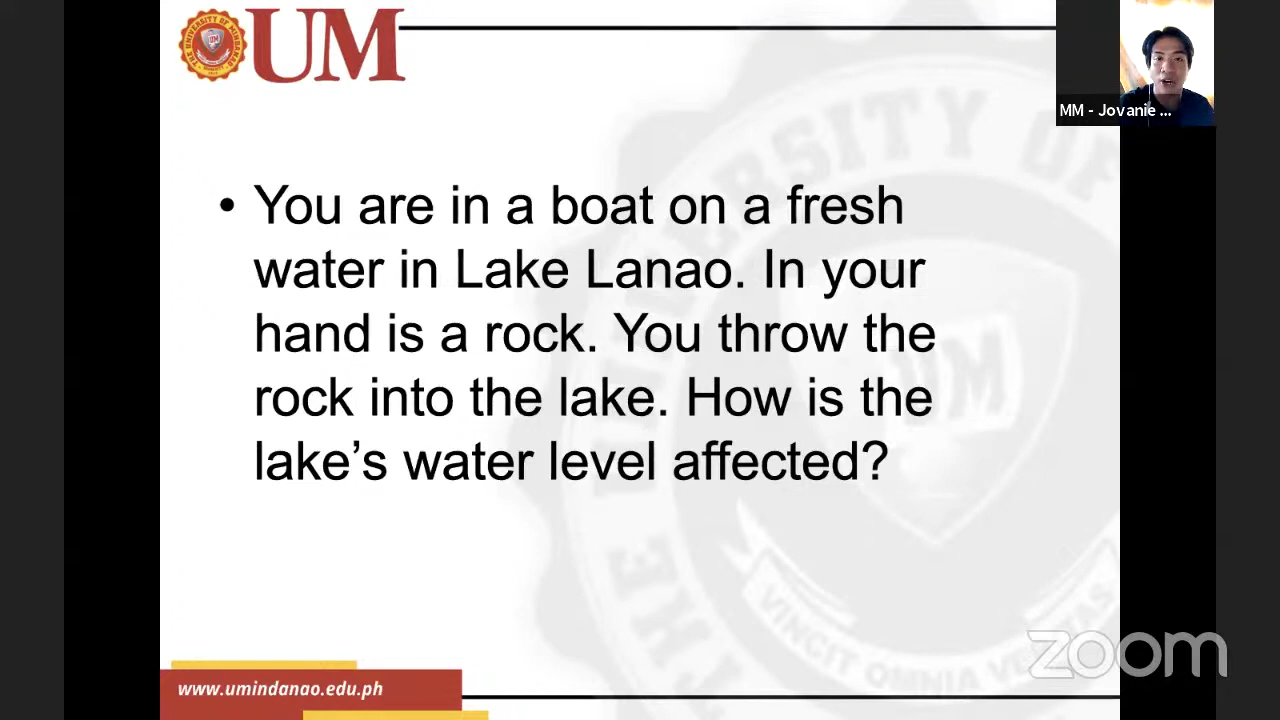 UM
MM - Jovanie ...
• You are in a boat on a fresh
water in Lake Lanao. In your
hand is a rock. You throw the
rock into the lake. How is the
lake’s water level affected?
UM
zoom
www.umindanao.edu.ph